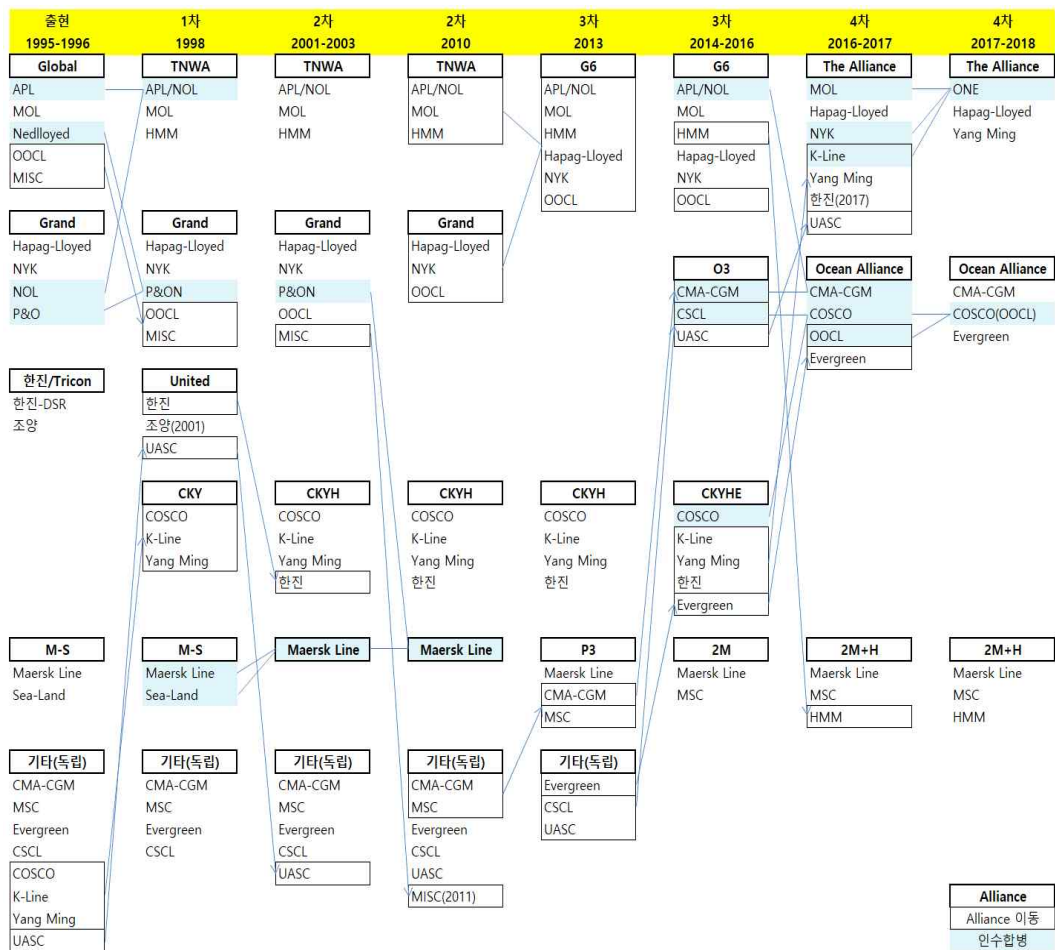 출현 1차 2차 2차 3차 3차 4차 4차
1995-1996 1998 2001-2003 2010 2013 2014-2016 2016-2017 2017-2018
Global TNWA TNWA TNWA G6 G6 The Alliance The Alliance
APL APL/NOL APL/NOL APL/NOL APL/NOL APL/NOL MOL ONE
MOL MOL MOL MOL MOL MOL Hapag-Lloyed Hapag-Lloyed
Nedlloyed HMM HMM HMM HMM HMM NYK Yang Ming
OOCL Hapag-Lloyed Hapag-Lloyed K-Line
MISC NYK NYK Yang Ming
OOCL OOCL 한진(2017)
Grand Grand Grand Grand UASC
Hapag-Lloyed Hapag-Lloyed Hapag-Lloyed Hapag-Lloyed
NYK NYK NYK NYK O3 Ocean Alliance Ocean Alliance
NOL P&ON P&ON OOCL CMA-CGM CMA-CGM CMA-CGM
P&O OOCL OOCL CSCL COSCO COSCO(OOCL)
MISC MISC UASC OOCL Evergreen
Evergreen
한진/Tricon United
한진-DSR 한진
조양 조양(2001)
UASC
CKY CKYH CKYH CKYH CKYHE
COSCO COSCO COSCO COSCO COSCO
K-Line K-Line K-Line K-Line K-Line
Yang Ming Yang Ming Yang Ming Yang Ming Yang Ming
한진 한진 한진 한진
Evergreen
M-S M-S Maersk Line Maersk Line P3 2M 2M+H 2M+H
Maersk Line Maersk Line Maersk Line Maersk Line Maersk Line Maersk Line
Sea-Land Sea-Land CMA-CGM MSC MSC MSC
MSC HMM HMM
기타(독립) 기타(독립) 기타(독립) 기타(독립) 기타(독립)
CMA-CGM CMA-CGM CMA-CGM CMA-CGM Evergreen
MSC MSC MSC MSC CSCL
Evergreen Evergreen Evergreen Evergreen UASC
CSCL CSCL CSCL CSCL
COSCO UASC UASC
K-Line MISC(2011) Alliance
Yang Ming Alliance 이동
UASC 인수합병